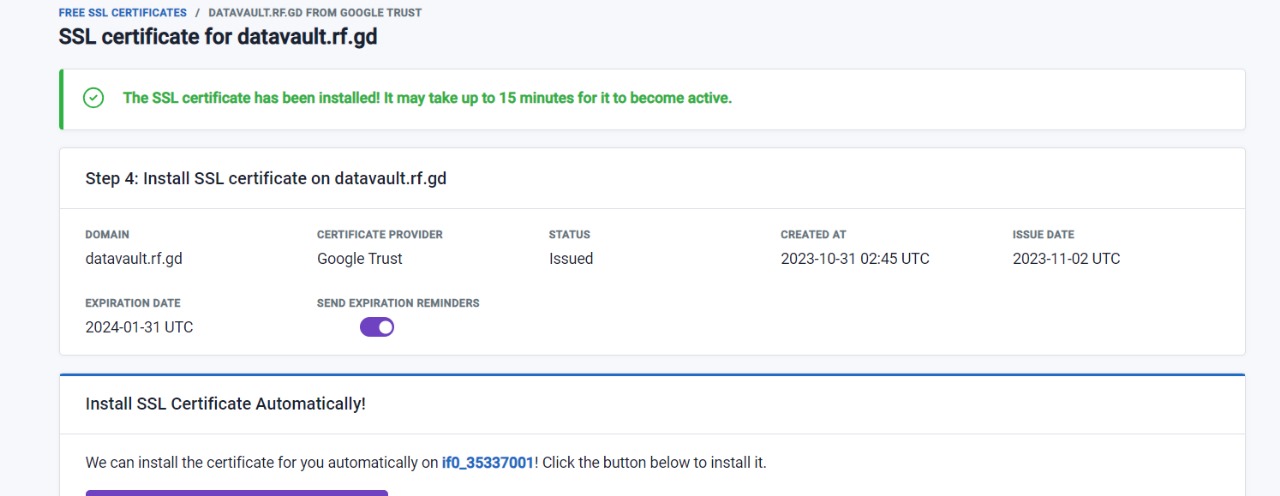 FREE SSL CERTIFICATES / DATAVAULT.RF.GD FROM GOOGLE TRUST
SSL certificate for datavault.rf.gd
The SSL certificate has been installed! It may take up to 15 minutes for it to become active.
Step 4: Install SSL certificate on datavault.rf.gd
DOMAIN CERTIFICATE PROVIDER STATUS CREATED AT ISSUE DATE
datavault.rf.gd Google Trust Issued 2023-10-31 02:45 UTC 2023-11-02 UTC
EXPIRATION DATE SEND EXPIRATION REMINDERS
2024-01-31 UTC
Install SSL Certificate Automatically!
We can install the certificate for you automatically on if0_35337001! Click the button below to install it.